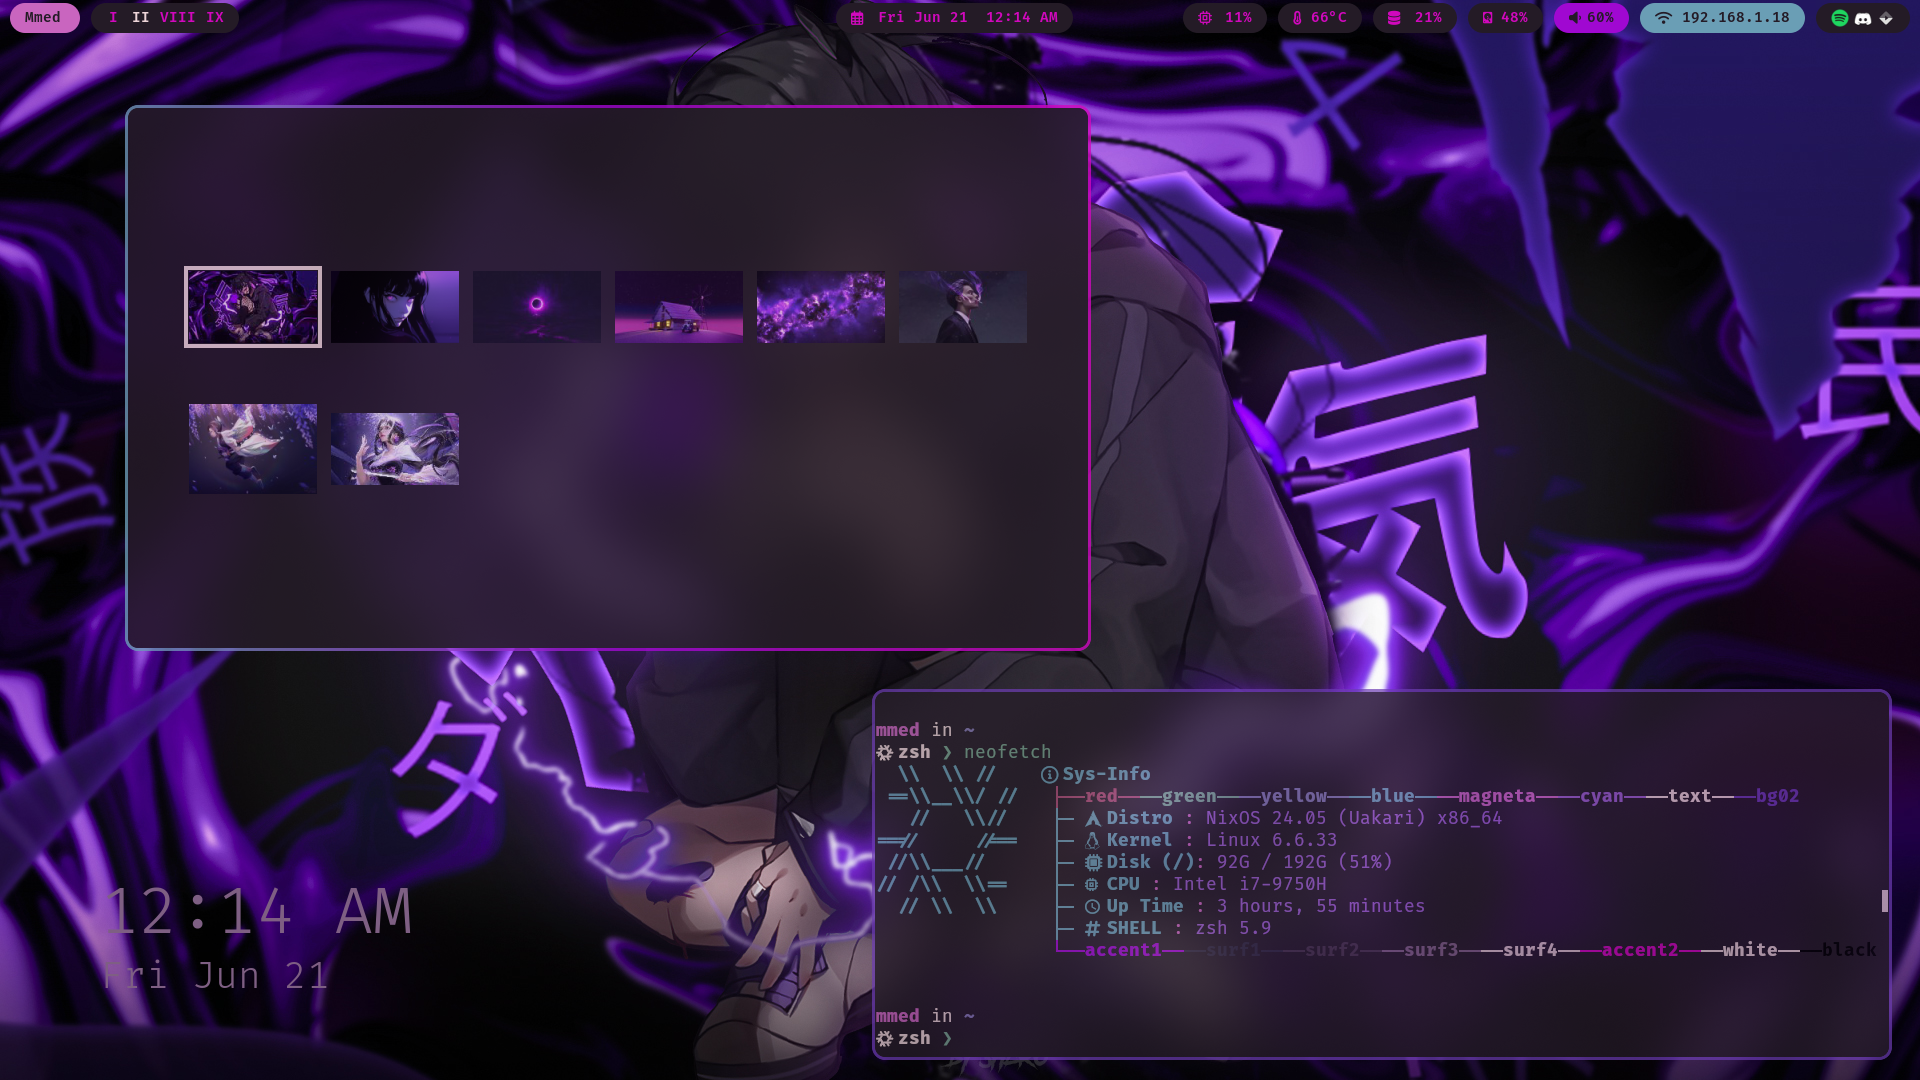 Mmed
I II VIII IX
Fri Jun 21 12:14 AM
11%
66°C
21%
48%
60%
192.168.1.18
気
民
ダ
12:14 AM
Fri Jun 21
mmed in ~
zsh ❯ neofetch
Sys-Info
red green yellow blue magneta cyan text bg02
Distro : NixOS 24.05 (Uakari) x86_64
Kernel : Linux 6.6.33
Disk (/): 92G / 192G (51%)
CPU : Intel i7-9750H
Up Time : 3 hours, 55 minutes
SHELL : zsh 5.9
accent1 surf1 surf2 surf3 surf4 accent2 white black
mmed in ~
zsh ❯